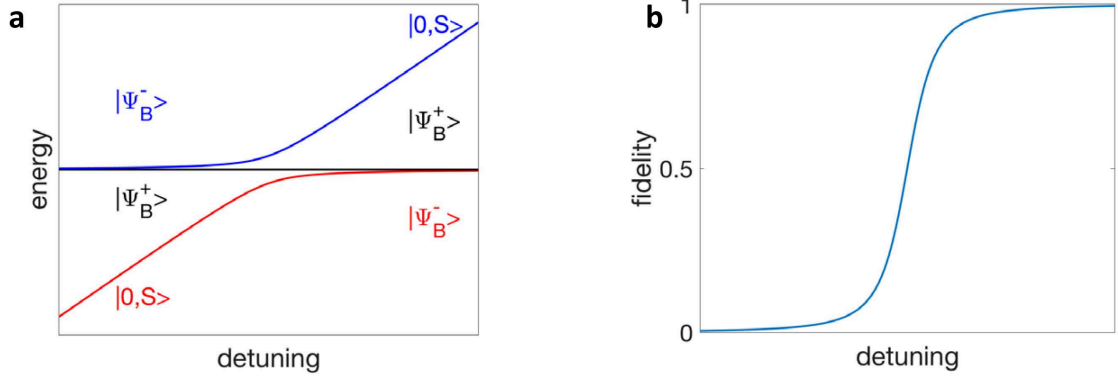 a
|0,S>
|Ψ_B^->
|Ψ_B^+>
energy
|Ψ_B^+>
|Ψ_B^->
|0,S>
detuning
b
1
fidelity
0.5
0
detuning